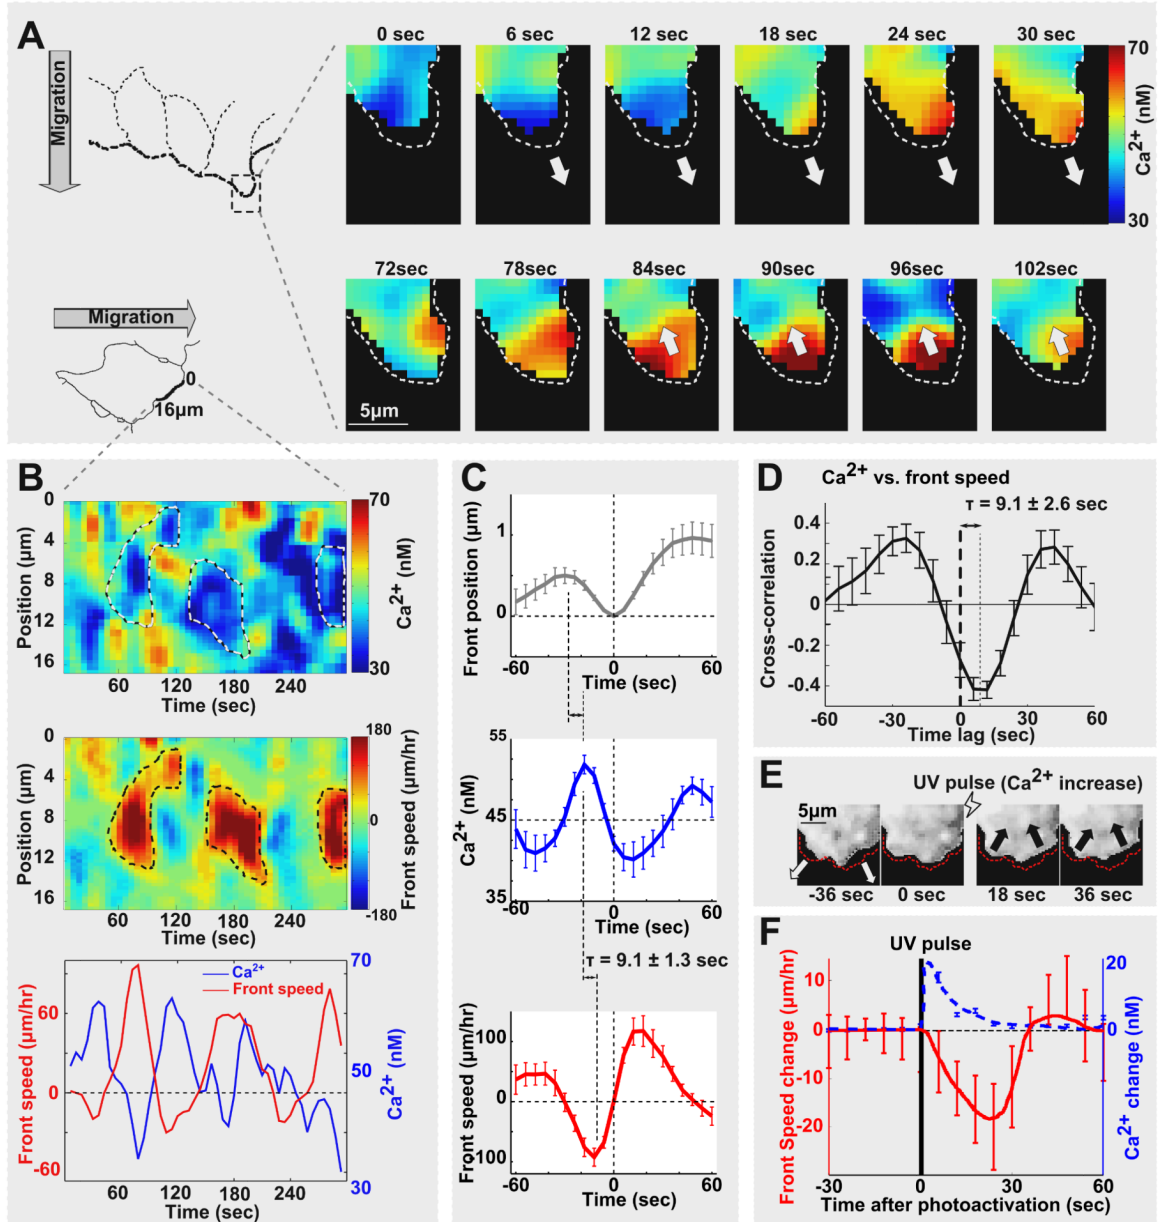 A
Migration
0 sec
6 sec
12 sec
18 sec
24 sec
30 sec
70
Ca2+ (nM)
30
72sec
78sec
84sec
90sec
96sec
102sec
5μm
Migration
0
16μm
B
Position (μm)
0
4
8
12
16
60
120
180
240
Time (sec)
70
Ca2+ (nM)
30
Position (μm)
0
4
8
12
16
60
120
180
240
Time (sec)
180
0
-180
Front speed (μm/hr)
Ca2+
Front speed
Front speed (μm/hr)
60
0
-60
70
50
30
Ca2+ (nM)
60
120
180
240
Time (sec)
C
Front position (μm)
1
0
-60
0
60
Time (sec)
Ca2+ (nM)
55
45
35
-60
0
60
Time (sec)
τ = 9.1 ± 1.3 sec
Front speed (μm/hr)
100
0
-100
-60
0
60
Time (sec)
D
Ca2+ vs. front speed
τ = 9.1 ± 2.6 sec
Cross-correlation
0.4
0.2
0
-0.2
-0.4
-60
-30
0
30
60
Time lag (sec)
E
UV pulse (Ca2+ increase)
5μm
-36 sec
0 sec
18 sec
36 sec
F
UV pulse
Front Speed change (μm/hr)
10
0
-10
-20
20
0
Ca2+ change (nM)
-30
0
30
60
Time after photoactivation (sec)